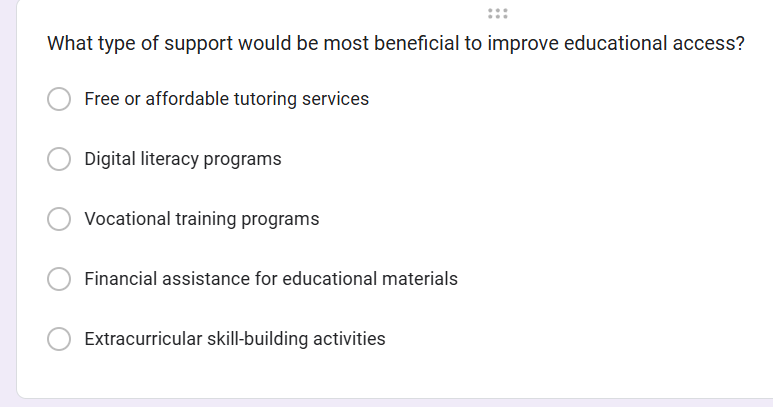 What type of support would be most beneficial to improve educational access?
Free or affordable tutoring services
Digital literacy programs
Vocational training programs
Financial assistance for educational materials
Extracurricular skill-building activities